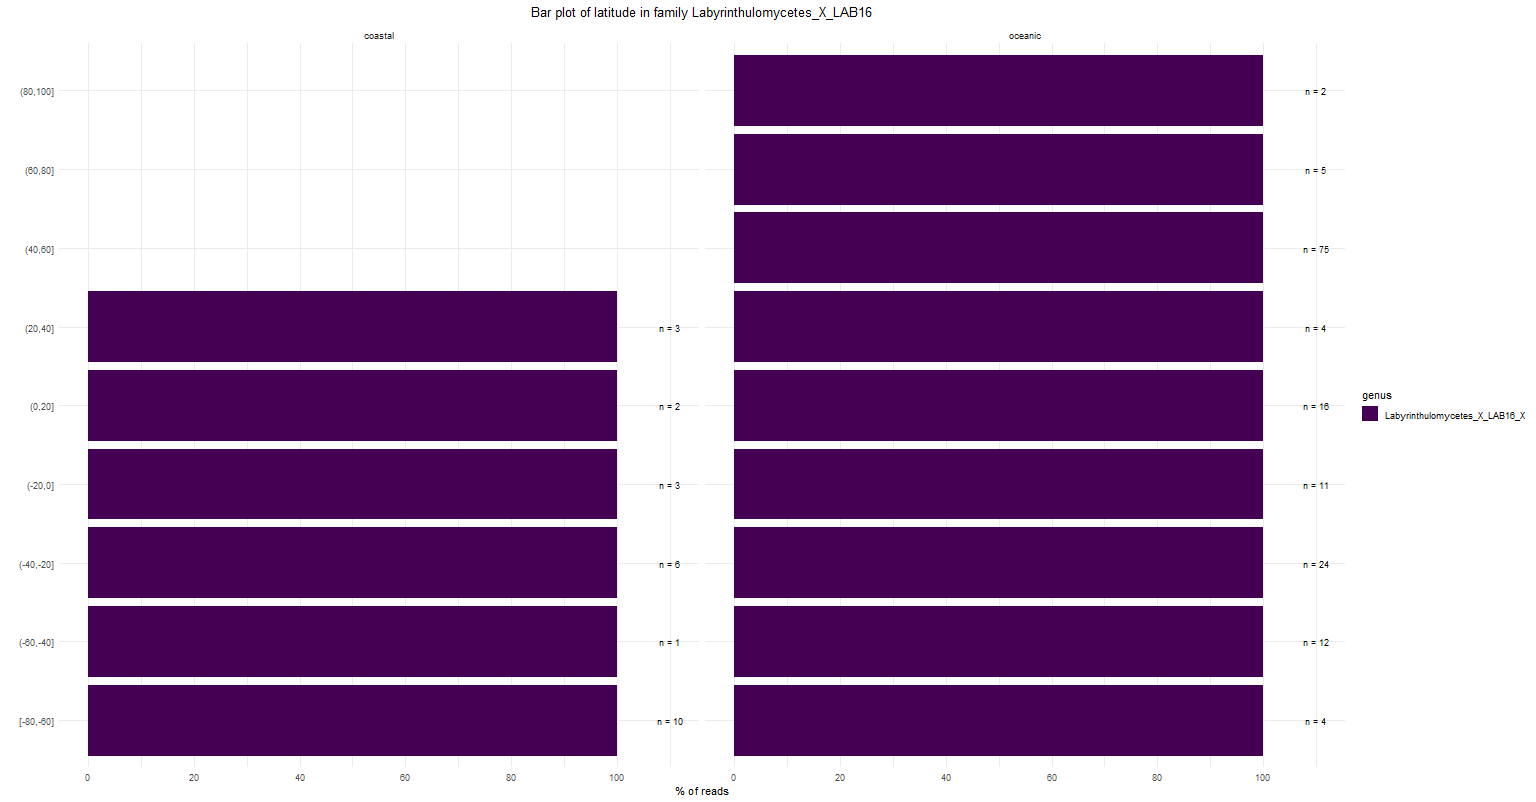 Bar plot of latitude in family Labyrinthulomycetes_X_LAB16
coastal
oceanic
(80,100]
n = 2
(60,80]
n = 5
(40,60]
n = 75
(20,40]
n = 3
n = 4
(0,20]
n = 2
n = 16
(-20,0]
n = 3
n = 11
(-40,-20]
n = 6
n = 24
(-60,-40]
n = 1
n = 12
[-80,-60]
n = 10
n = 4
0 20 40 60 80 100
0 20 40 60 80 100
% of reads
genus
Labyrinthulomycetes_X_LAB16_X